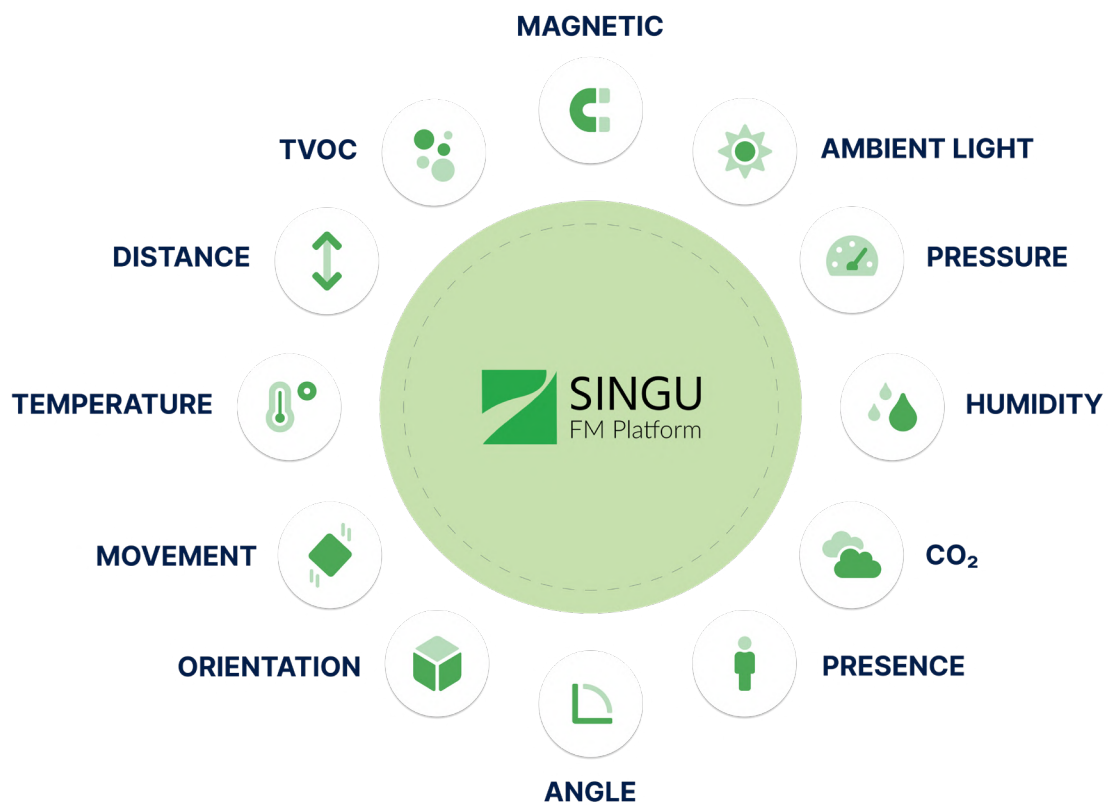 MAGNETIC
TVOC
AMBIENT LIGHT
DISTANCE
PRESSURE
SINGU
FM Platform
TEMPERATURE
HUMIDITY
MOVEMENT
CO₂
ORIENTATION
PRESENCE
ANGLE